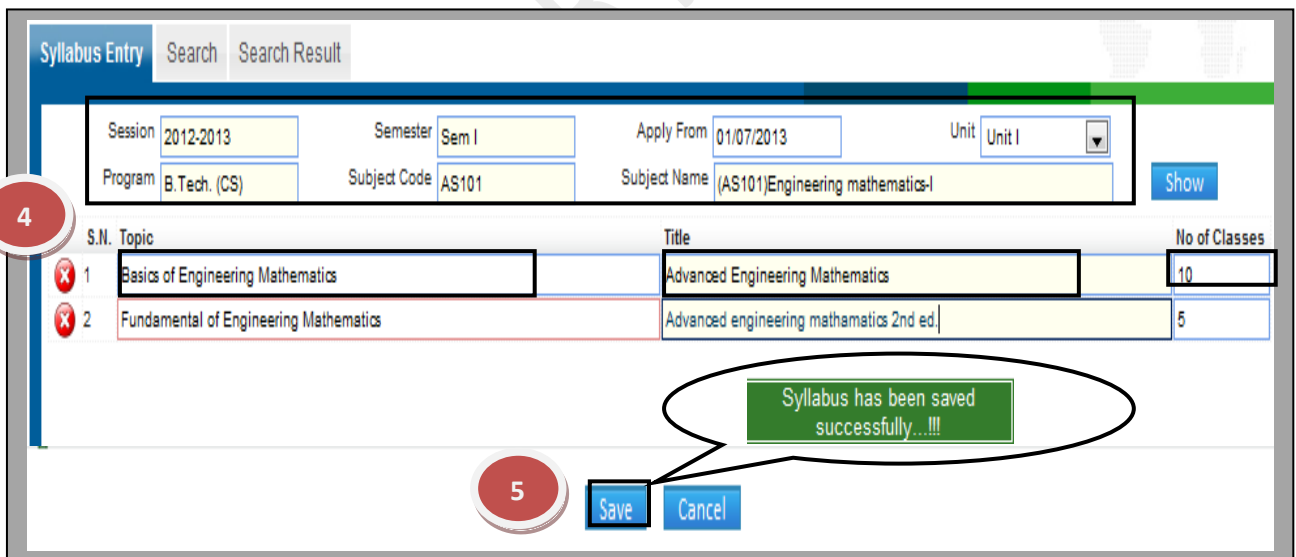 Syllabus Entry Search Search Result
Session 2012-2013 Semester Sem I Apply From 01/07/2013 Unit Unit I
Program B.Tech. (CS) Subject Code AS101 Subject Name (AS101)Engineering mathematics-I Show
4
S.N. Topic Title No of Classes
1 Basics of Engineering Mathematics Advanced Engineering Mathematics 10
2 Fundamental of Engineering Mathematics Advanced engineering mathamatics 2nd ed. 5
Syllabus has been saved
successfully...!!!
5
Save Cancel